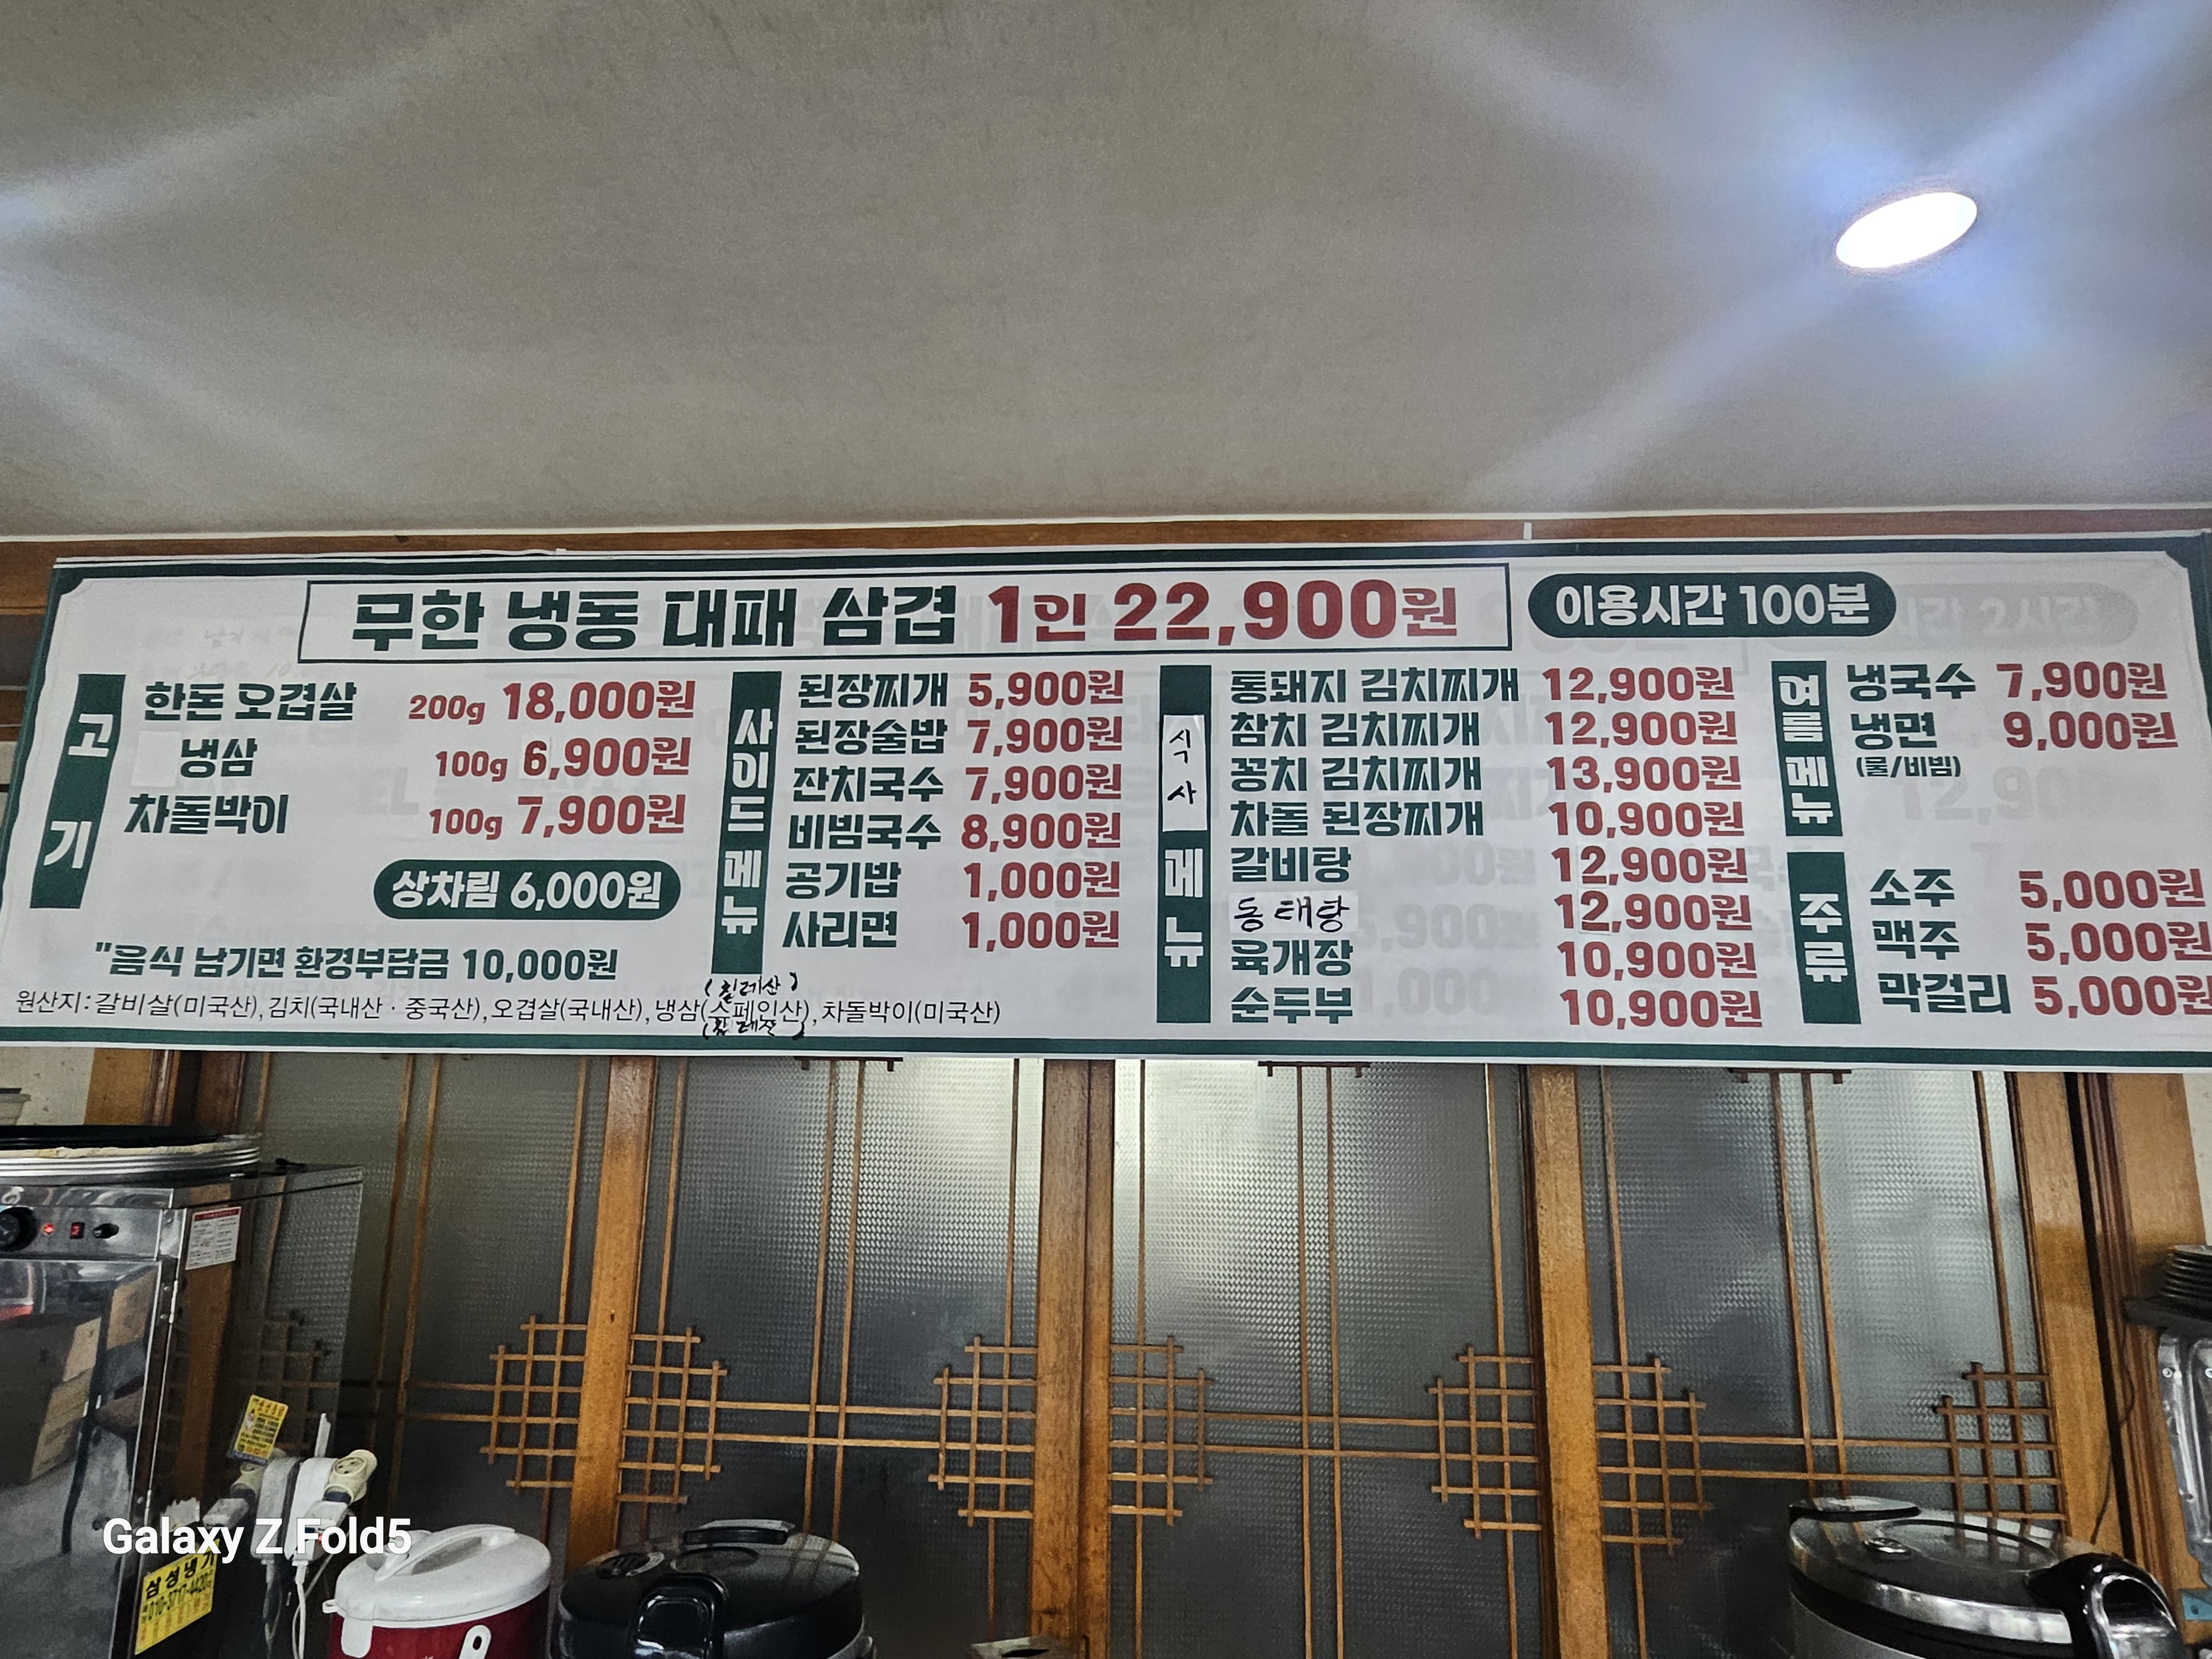 무한 냉동 대패 삼겹 1인 22,900원
이용시간 100분
고기
한돈 오겹살 200g 18,000원
냉삼 100g 6,900원
차돌박이 100g 7,900원
상차림 6,000원
"음식 남기면 환경부담금 10,000원
사이드메뉴
된장찌개 5,900원
된장술밥 7,900원
잔치국수 7,900원
비빔국수 8,900원
공기밥 1,000원
사리면 1,000원
식사메뉴
통돼지 김치찌개 12,900원
참치 김치찌개 12,900원
꽁치 김치찌개 13,900원
차돌 된장찌개 10,900원
갈비탕 12,900원
동태탕 12,900원
육개장 10,900원
순두부 10,900원
여름메뉴
냉국수 7,900원
냉면 9,000원
(물/비빔)
주류
소주 5,000원
맥주 5,000원
막걸리 5,000원
(칠레산)
원산지:갈비살(미국산),김치(국내산·중국산),오겹살(국내산),냉삼(스페인산),차돌박이(미국산)
(칠레산)
Galaxy Z Fold5
삼성냉기
010-3717-4420